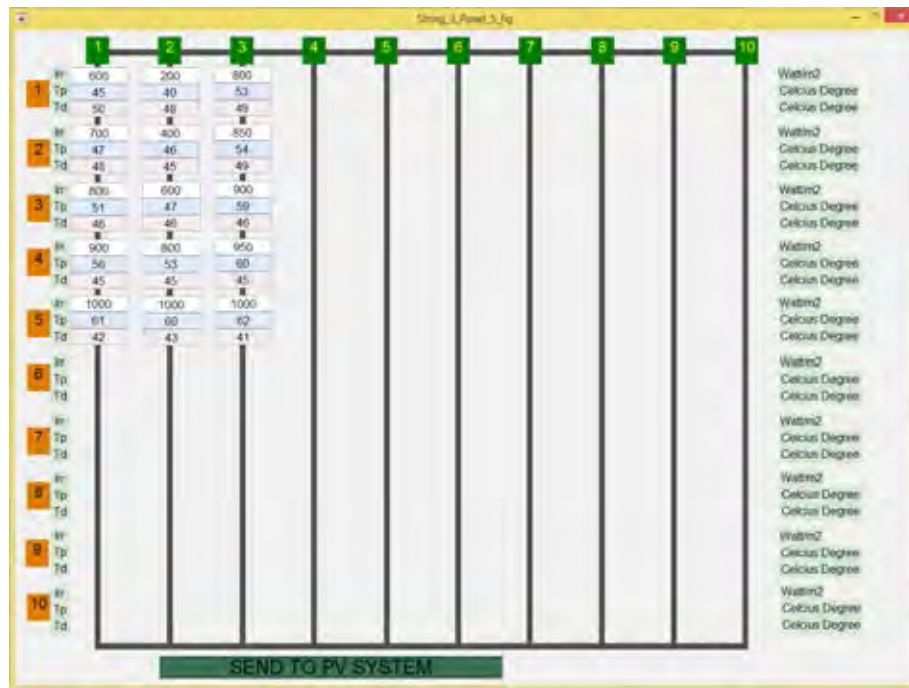 String_3_Panel_5_Fig
1 2 3 4 5 6 7 8 9 10
Irr 600 200 800 Watt/m2
1 Tp 45 40 53 Celcius Degree
Td 50 48 49 Celcius Degree
Irr 700 400 850 Watt/m2
2 Tp 47 46 54 Celcius Degree
Td 48 45 49 Celcius Degree
Irr 800 600 900 Watt/m2
3 Tp 51 47 59 Celcius Degree
Td 46 46 46 Celcius Degree
Irr 900 800 950 Watt/m2
4 Tp 56 53 60 Celcius Degree
Td 45 45 45 Celcius Degree
Irr 1000 1000 1000 Watt/m2
5 Tp 61 60 62 Celcius Degree
Td 42 43 41 Celcius Degree
Irr Watt/m2
6 Tp Celcius Degree
Td Celcius Degree
Irr Watt/m2
7 Tp Celcius Degree
Td Celcius Degree
Irr Watt/m2
8 Tp Celcius Degree
Td Celcius Degree
Irr Watt/m2
9 Tp Celcius Degree
Td Celcius Degree
Irr Watt/m2
10 Tp Celcius Degree
Td Celcius Degree
SEND TO PV SYSTEM